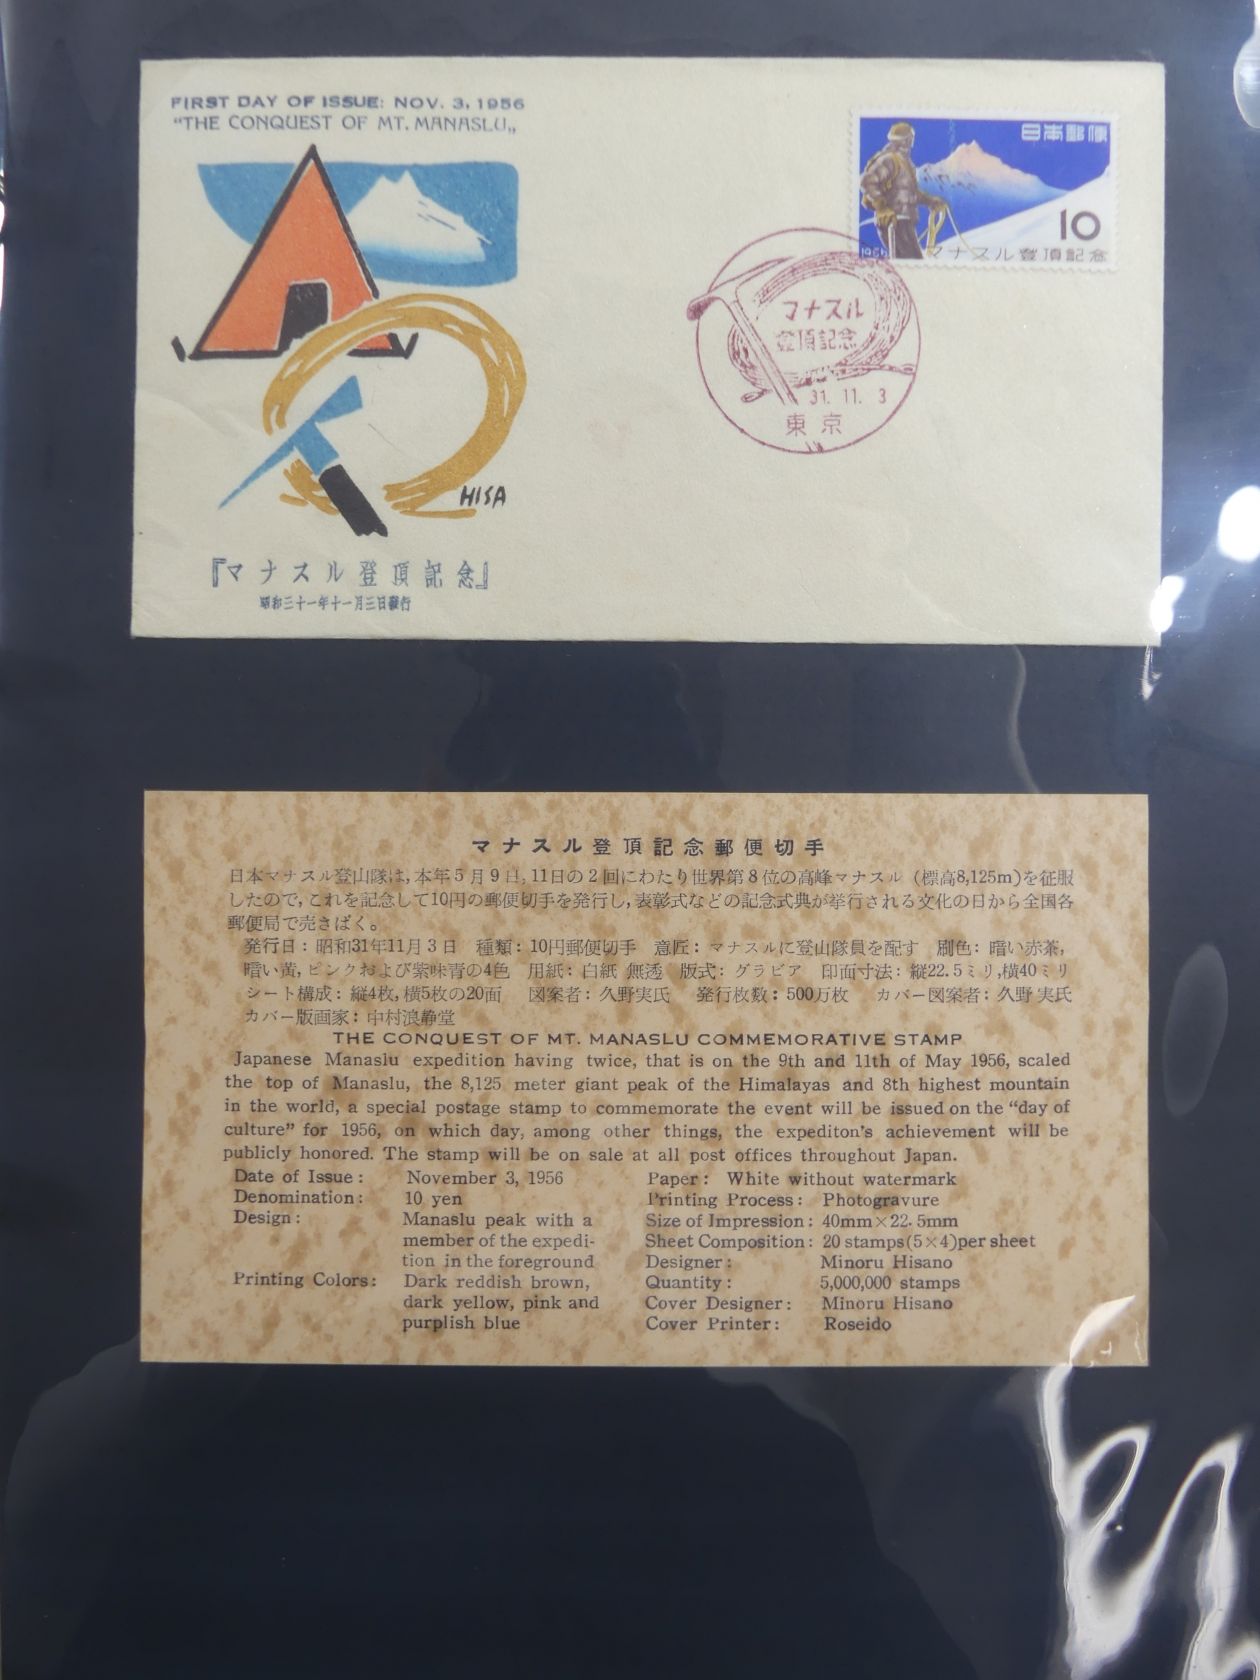 FIRST DAY OF ISSUE: NOV. 3, 1956
"THE CONQUEST OF MT. MANASLU„
日本郵便
10
1956
マナスル登頂記念
マナスル
登頂記念
31. 11. 3
東京
HISA
『マナスル登頂記念』
昭和三十一年十一月三日発行
マナスル登頂記念郵便切手
日本マナスル登山隊は,本年5月9日,11日の2回にわたり世界第8位の高峰マナスル (標高8,125m)を征服
したので,これを記念して10円の郵便切手を発行し,表彰式などの記念式典が挙行される文化の日から全国各
郵便局で売さばく。
発行日：昭和31年11月3日 種類：10円郵便切手 意匠：マナスルに登山隊員を配す 刷色：暗い赤茶,
暗い黄,ピンクおよび紫味青の4色 用紙：白紙 無透 版式：グラビア 印面寸法：縦22.5ミリ,横40ミリ
シート構成：縦4枚,横5枚の20面 図案者：久野実氏 発行枚数：500万枚 カバー図案者：久野実氏
カバー版画家：中村浪静堂
THE CONQUEST OF MT. MANASLU COMMEMORATIVE STAMP
Japanese Manaslu expedition having twice, that is on the 9th and 11th of May 1956, scaled
the top of Manaslu, the 8,125 meter giant peak of the Himalayas and 8th highest mountain
in the world, a special postage stamp to commemorate the event will be issued on the "day of
culture" for 1956, on which day, among other things, the expediton's achievement will be
publicly honored. The stamp will be on sale at all post offices throughout Japan.
Date of Issue: November 3, 1956
Denomination: 10 yen
Design: Manaslu peak with a
member of the expedi-
tion in the foreground
Printing Colors: Dark reddish brown,
dark yellow, pink and
purplish blue
Paper: White without watermark
Printing Process: Photogravure
Size of Impression: 40mm×22.5mm
Sheet Composition: 20 stamps(5×4)per sheet
Designer: Minoru Hisano
Quantity: 5,000,000 stamps
Cover Designer: Minoru Hisano
Cover Printer: Roseido